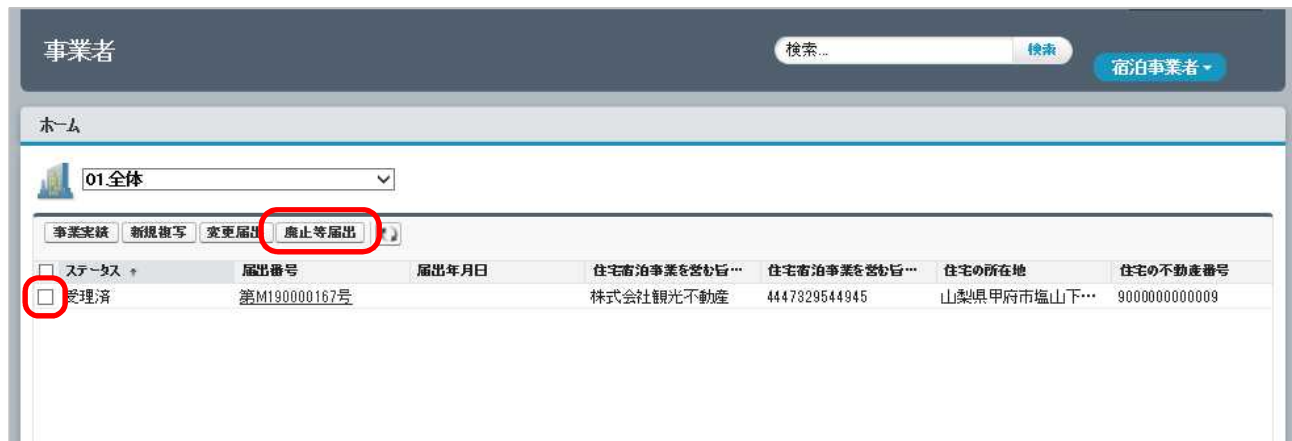 事業者
検索...
検索
宿泊事業者
ホーム
01.全体
事業実績 新規複写 変更届出 廃止等届出
ステータス 届出番号 届出年月日 住宅宿泊事業を営む旨… 住宅宿泊事業を営む旨… 住宅の所在地 住宅の不動産番号
受理済 第M190000167号 株式会社観光不動産 4447329544945 山梨県甲府市塩山下… 9000000000009